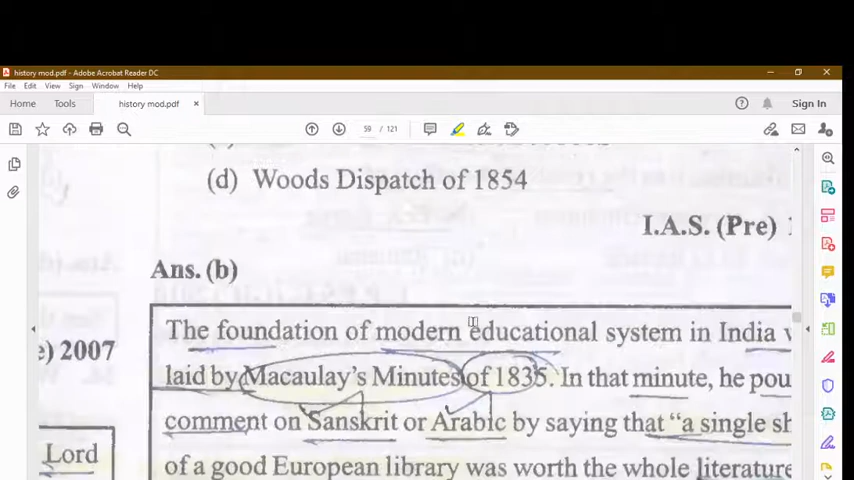 history mod.pdf - Adobe Acrobat Reader DC
File Edit View Sign Window Help
Home Tools history mod.pdf × Sign In
59 / 121
(d) Woods Dispatch of 1854
I.A.S. (Pre)
Ans. (b)
The foundation of modern educational system in India
e) 2007
laid by Macaulay's Minutes of 1835. In that minute, he
comment on Sanskrit or Arabic by saying that “a single
Lord
of a good European library was worth the whole literature